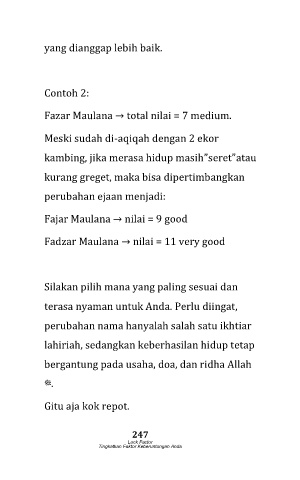 yang dianggap lebih baik.
Contoh 2:
Fazar Maulana → total nilai = 7 medium.
Meski sudah di-aqiqah dengan 2 ekor
kambing, jika merasa hidup masih"seret"atau
kurang greget, maka bisa dipertimbangkan
perubahan ejaan menjadi:
Fajar Maulana → nilai = 9 good
Fadzar Maulana → nilai = 11 very good
Silakan pilih mana yang paling sesuai dan
terasa nyaman untuk Anda. Perlu diingat,
perubahan nama hanyalah salah satu ikhtiar
lahiriah, sedangkan keberhasilan hidup tetap
bergantung pada usaha, doa, dan ridha Allah
.
Gitu aja kok repot.
247
Luck Factor
Tingkatkan Faktor Keberuntungan Anda